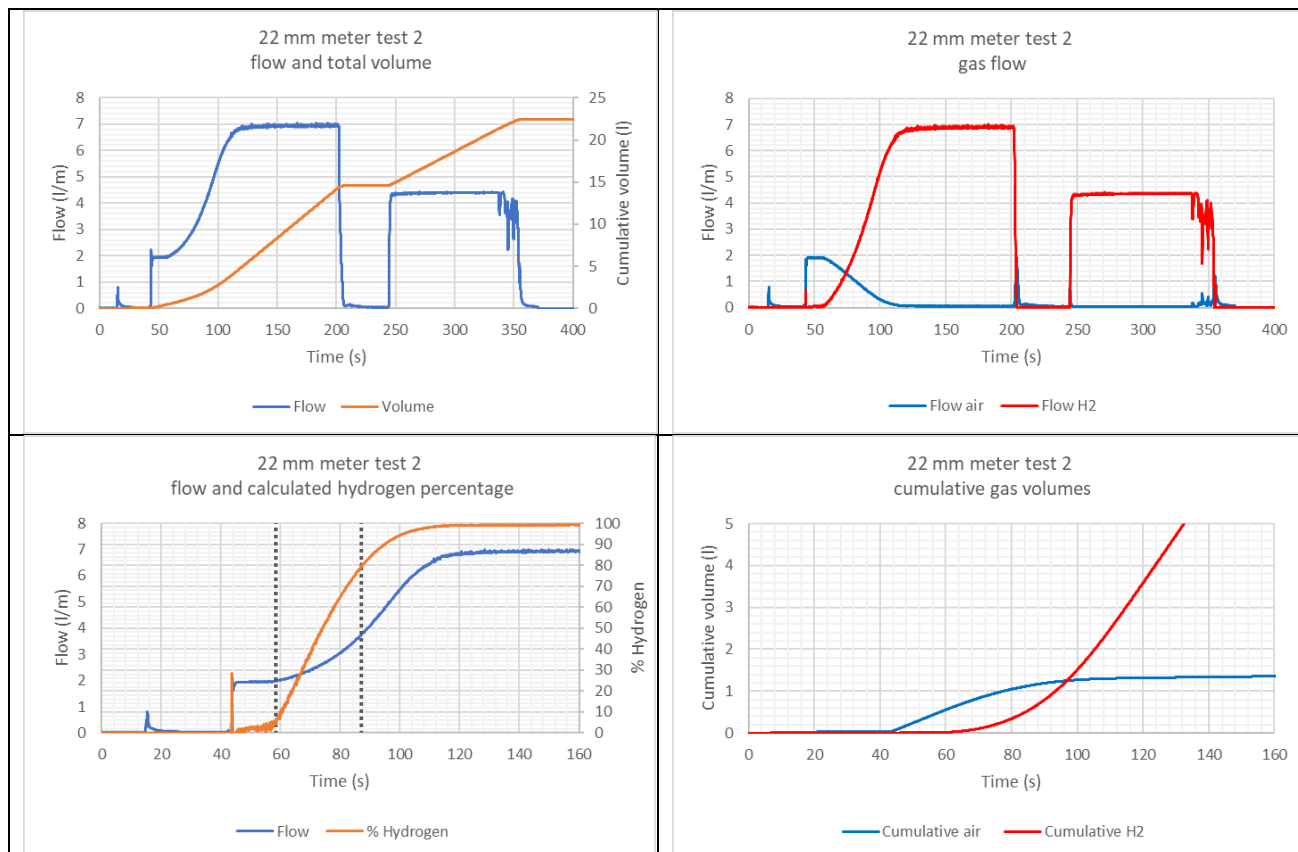 22 mm meter test 2
flow and total volume
8
7
6
5
4
3
2
1
0
Flow (l/m)
25
20
15
10
5
0
Cumulative volume (l)
0 50 100 150 200 250 300 350 400
Time (s)
Flow Volume
22 mm meter test 2
gas flow
8
7
6
5
4
3
2
1
0
Flow (l/m)
0 50 100 150 200 250 300 350 400
Time (s)
Flow air Flow H2
22 mm meter test 2
flow and calculated hydrogen percentage
8
7
6
5
4
3
2
1
0
Flow (l/m)
100
90
80
70
60
50
40
30
20
10
0
% Hydrogen
0 20 40 60 80 100 120 140 160
Time (s)
Flow % Hydrogen
22 mm meter test 2
cumulative gas volumes
5
4
3
2
1
0
Cumulative volume (l)
0 20 40 60 80 100 120 140 160
Time (s)
Cumulative air Cumulative H2